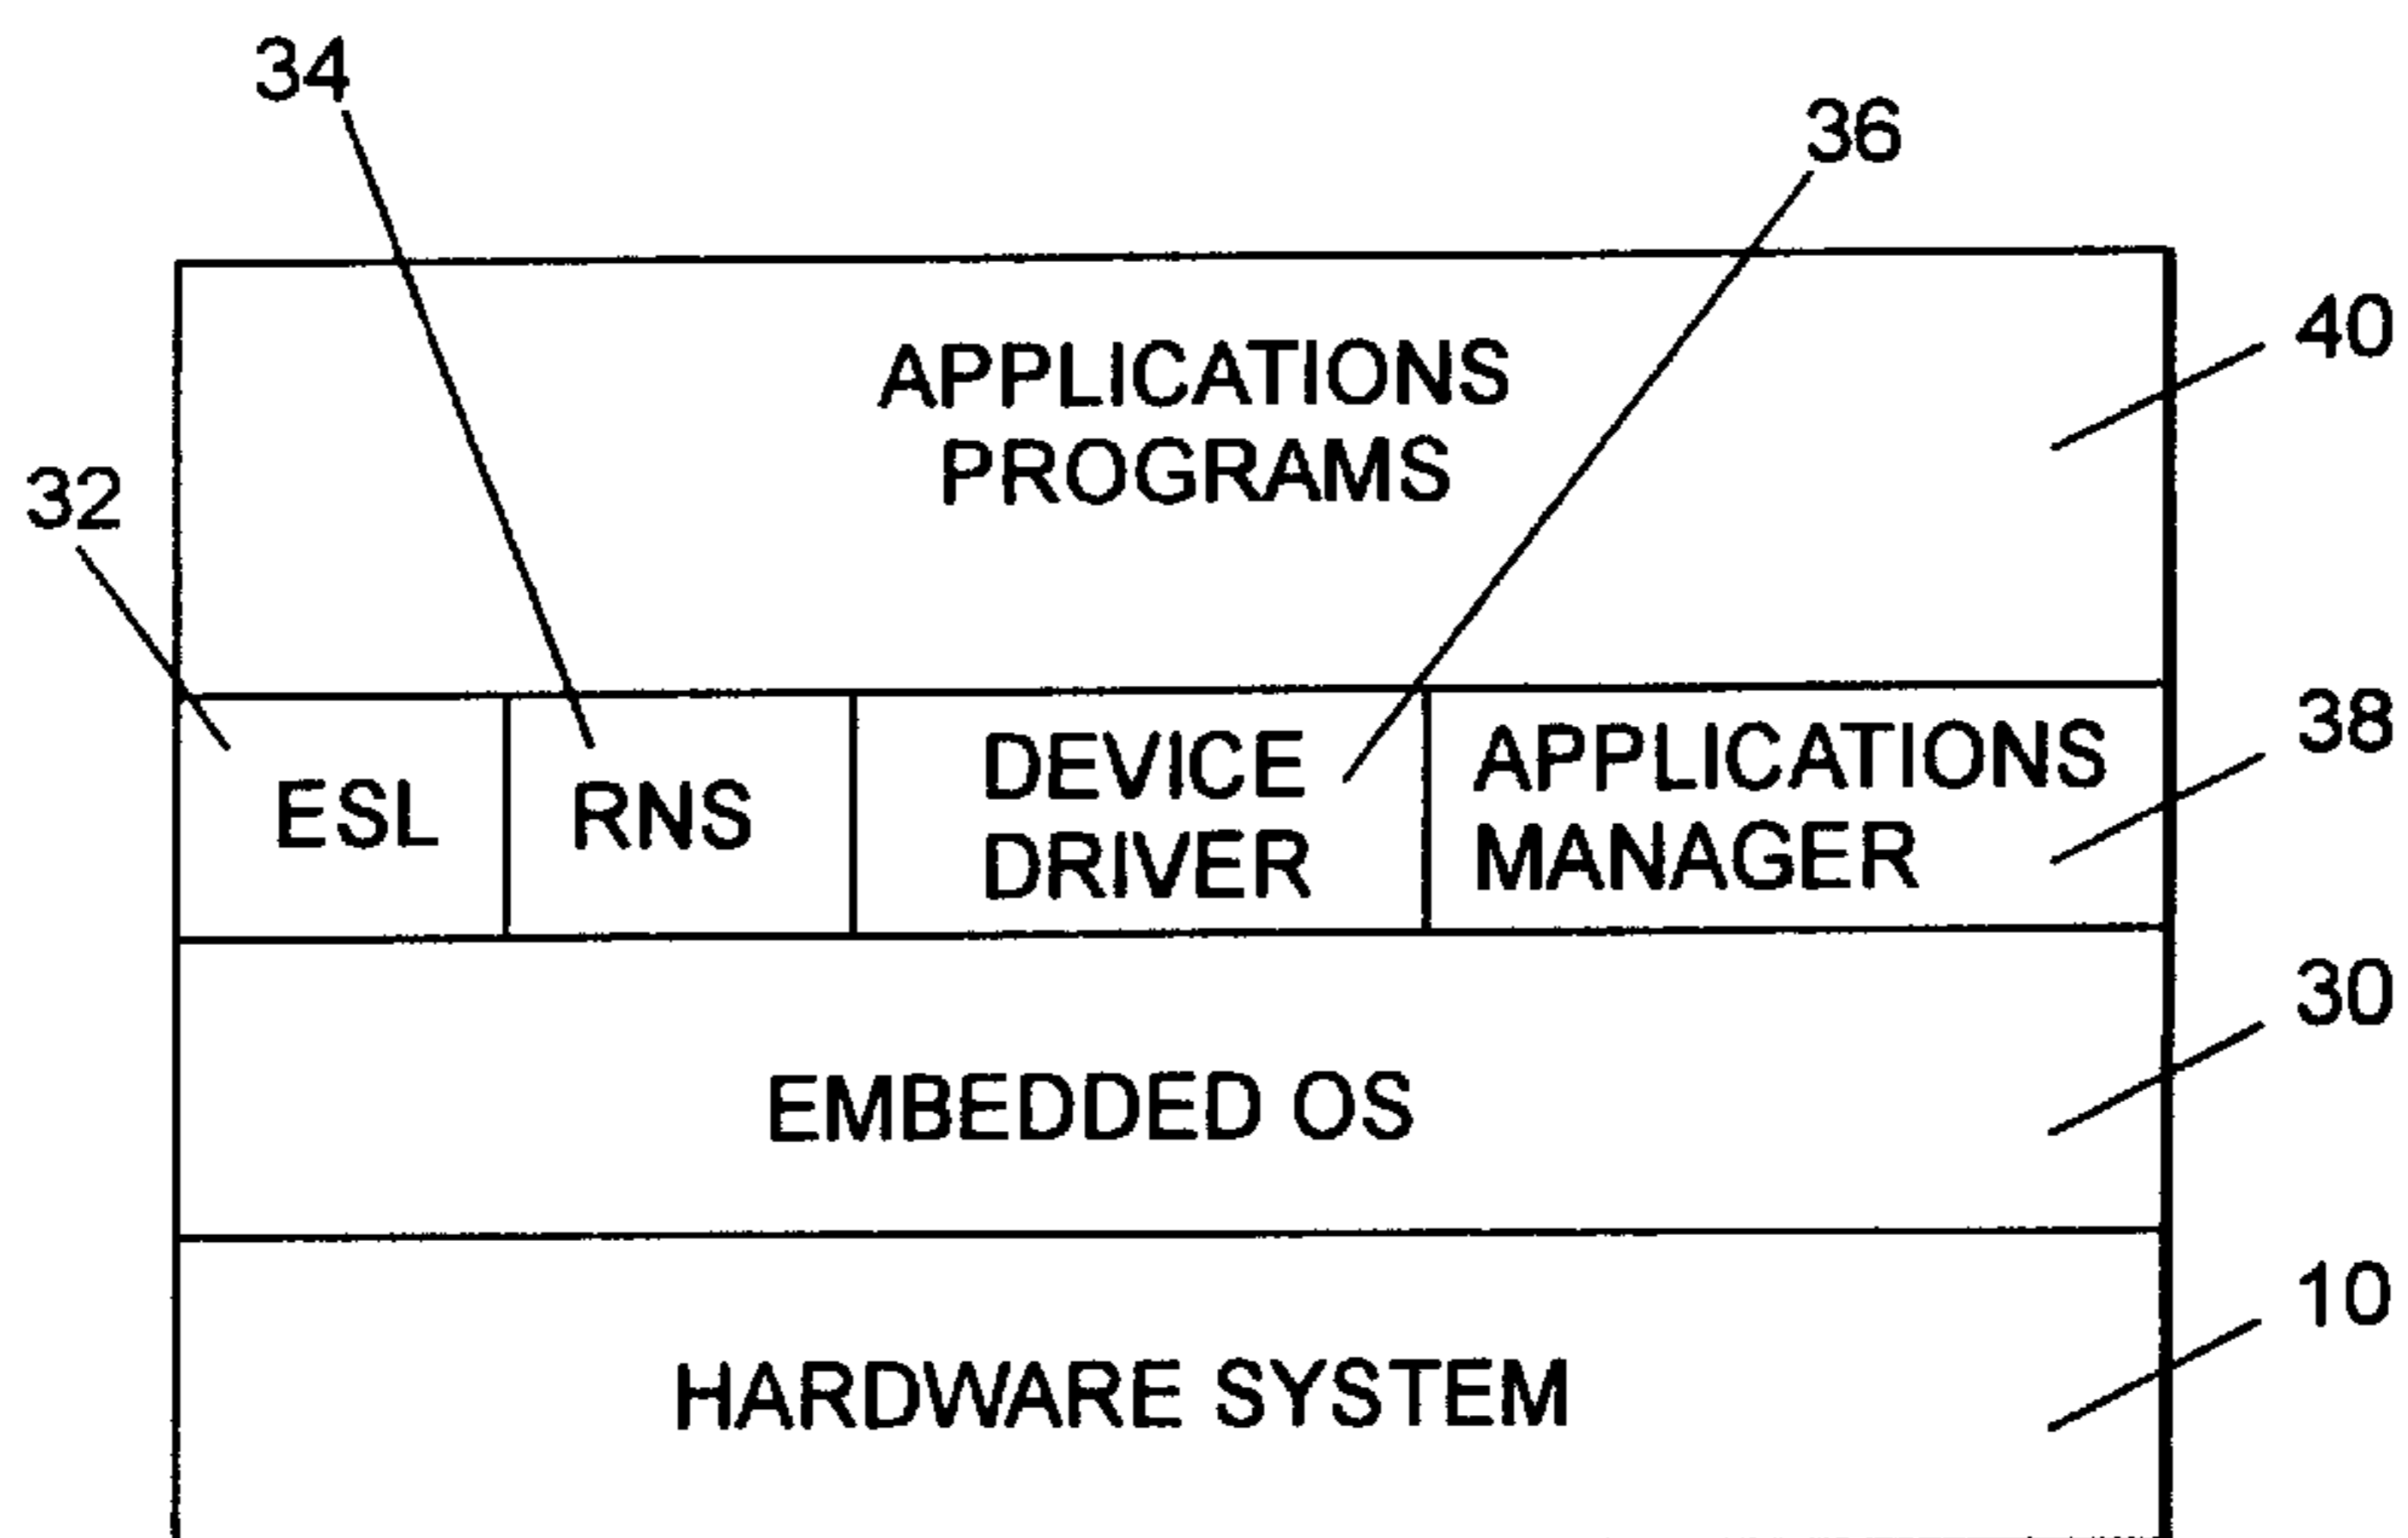 34
36
APPLICATIONS
PROGRAMS
40
32
ESL
RNS
DEVICE
DRIVER
APPLICATIONS
MANAGER
38
EMBEDDED OS
30
HARDWARE SYSTEM
10